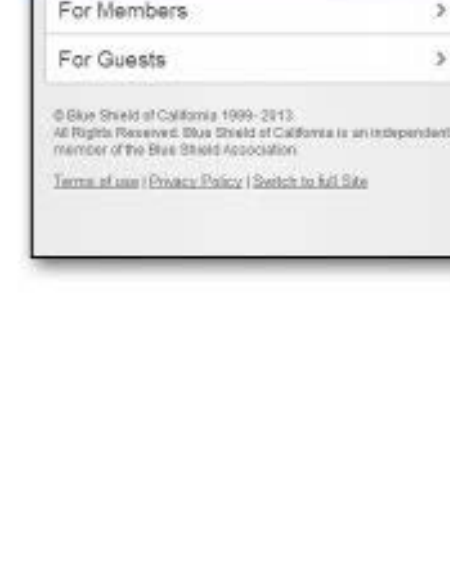 For Members
For Guests
© Blue Shield of California 1999-2013.
All Rights Reserved. Blue Shield of California is an independent
member of the Blue Shield Association.
Terms of use | Privacy Policy | Switch to full Site